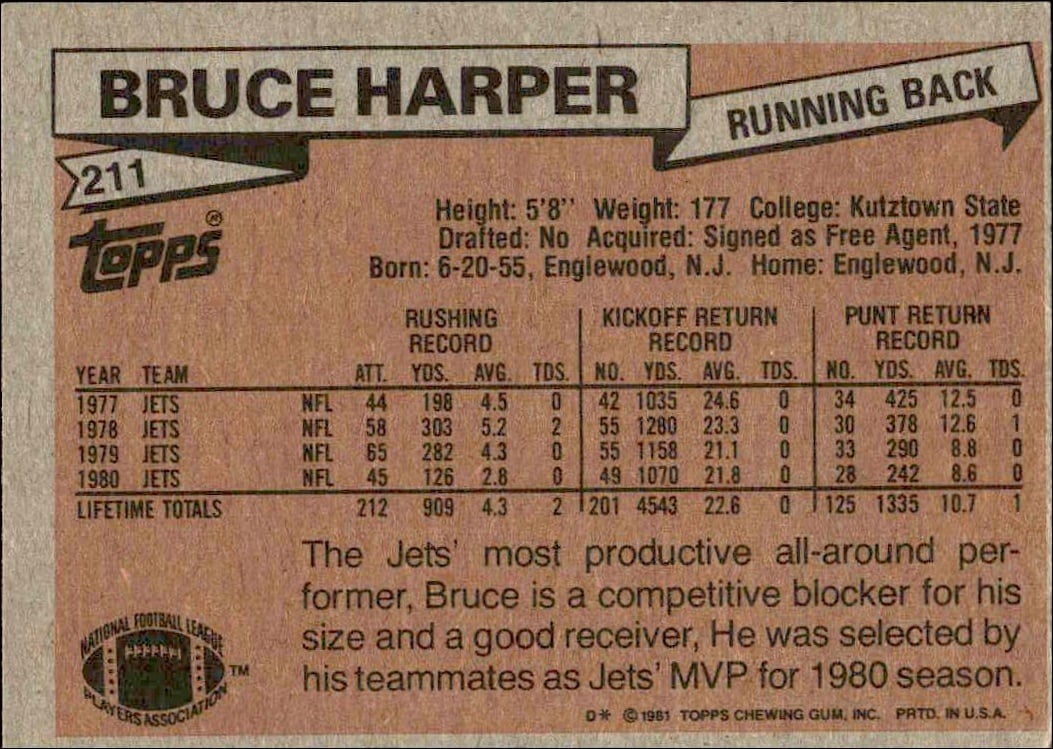 BRUCE HARPER
RUNNING BACK
211
TOPPS®
Height: 5'8'' Weight: 177 College: Kutztown State
Drafted: No Acquired: Signed as Free Agent, 1977
Born: 6-20-55, Englewood, N.J. Home: Englewood, N.J.
RUSHING RECORD KICKOFF RETURN RECORD PUNT RETURN RECORD
YEAR TEAM ATT. YDS. AVG. TDS. NO. YDS. AVG. TDS. NO. YDS. AVG. TDS.
1977 JETS NFL 44 198 4.5 0 42 1035 24.6 0 34 425 12.5 0
1978 JETS NFL 58 303 5.2 2 55 1280 23.3 0 30 378 12.6 1
1979 JETS NFL 65 282 4.3 0 55 1158 21.1 0 33 290 8.8 0
1980 JETS NFL 45 126 2.8 0 49 1070 21.8 0 28 242 8.6 0
LIFETIME TOTALS 212 909 4.3 2 201 4543 22.6 0 125 1335 10.7 1
The Jets' most productive all-around per-
former, Bruce is a competitive blocker for his
size and a good receiver, He was selected by
his teammates as Jets' MVP for 1980 season.
NATIONAL FOOTBALL LEAGUE
PLAYERS ASSOCIATION
TM
D* © 1981 TOPPS CHEWING GUM, INC. PRTD. IN U.S.A.